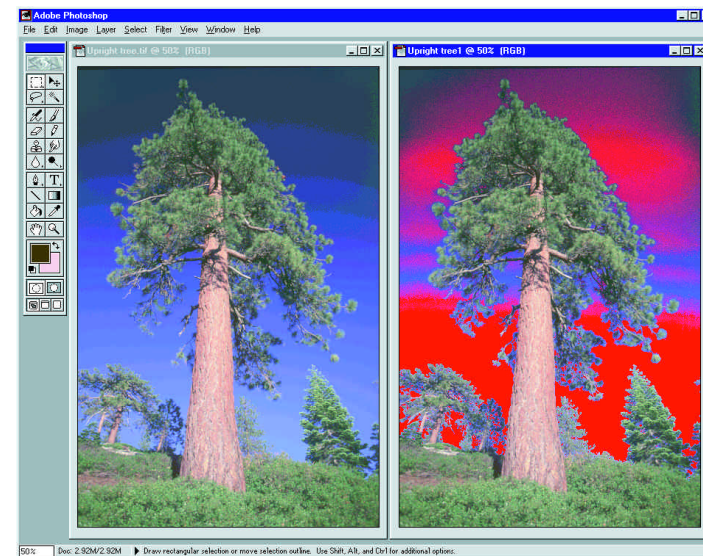 Adobe Photoshop
File Edit Image Layer Select Filter View Window Help
Upright tree.tif @ 50% (RGB)
Upright tree1 @ 50% (RGB)
T
50% Doc: 2.92M/2.92M Draw rectangular selection or move selection outline. Use Shift, Alt, and Ctrl for additional options.